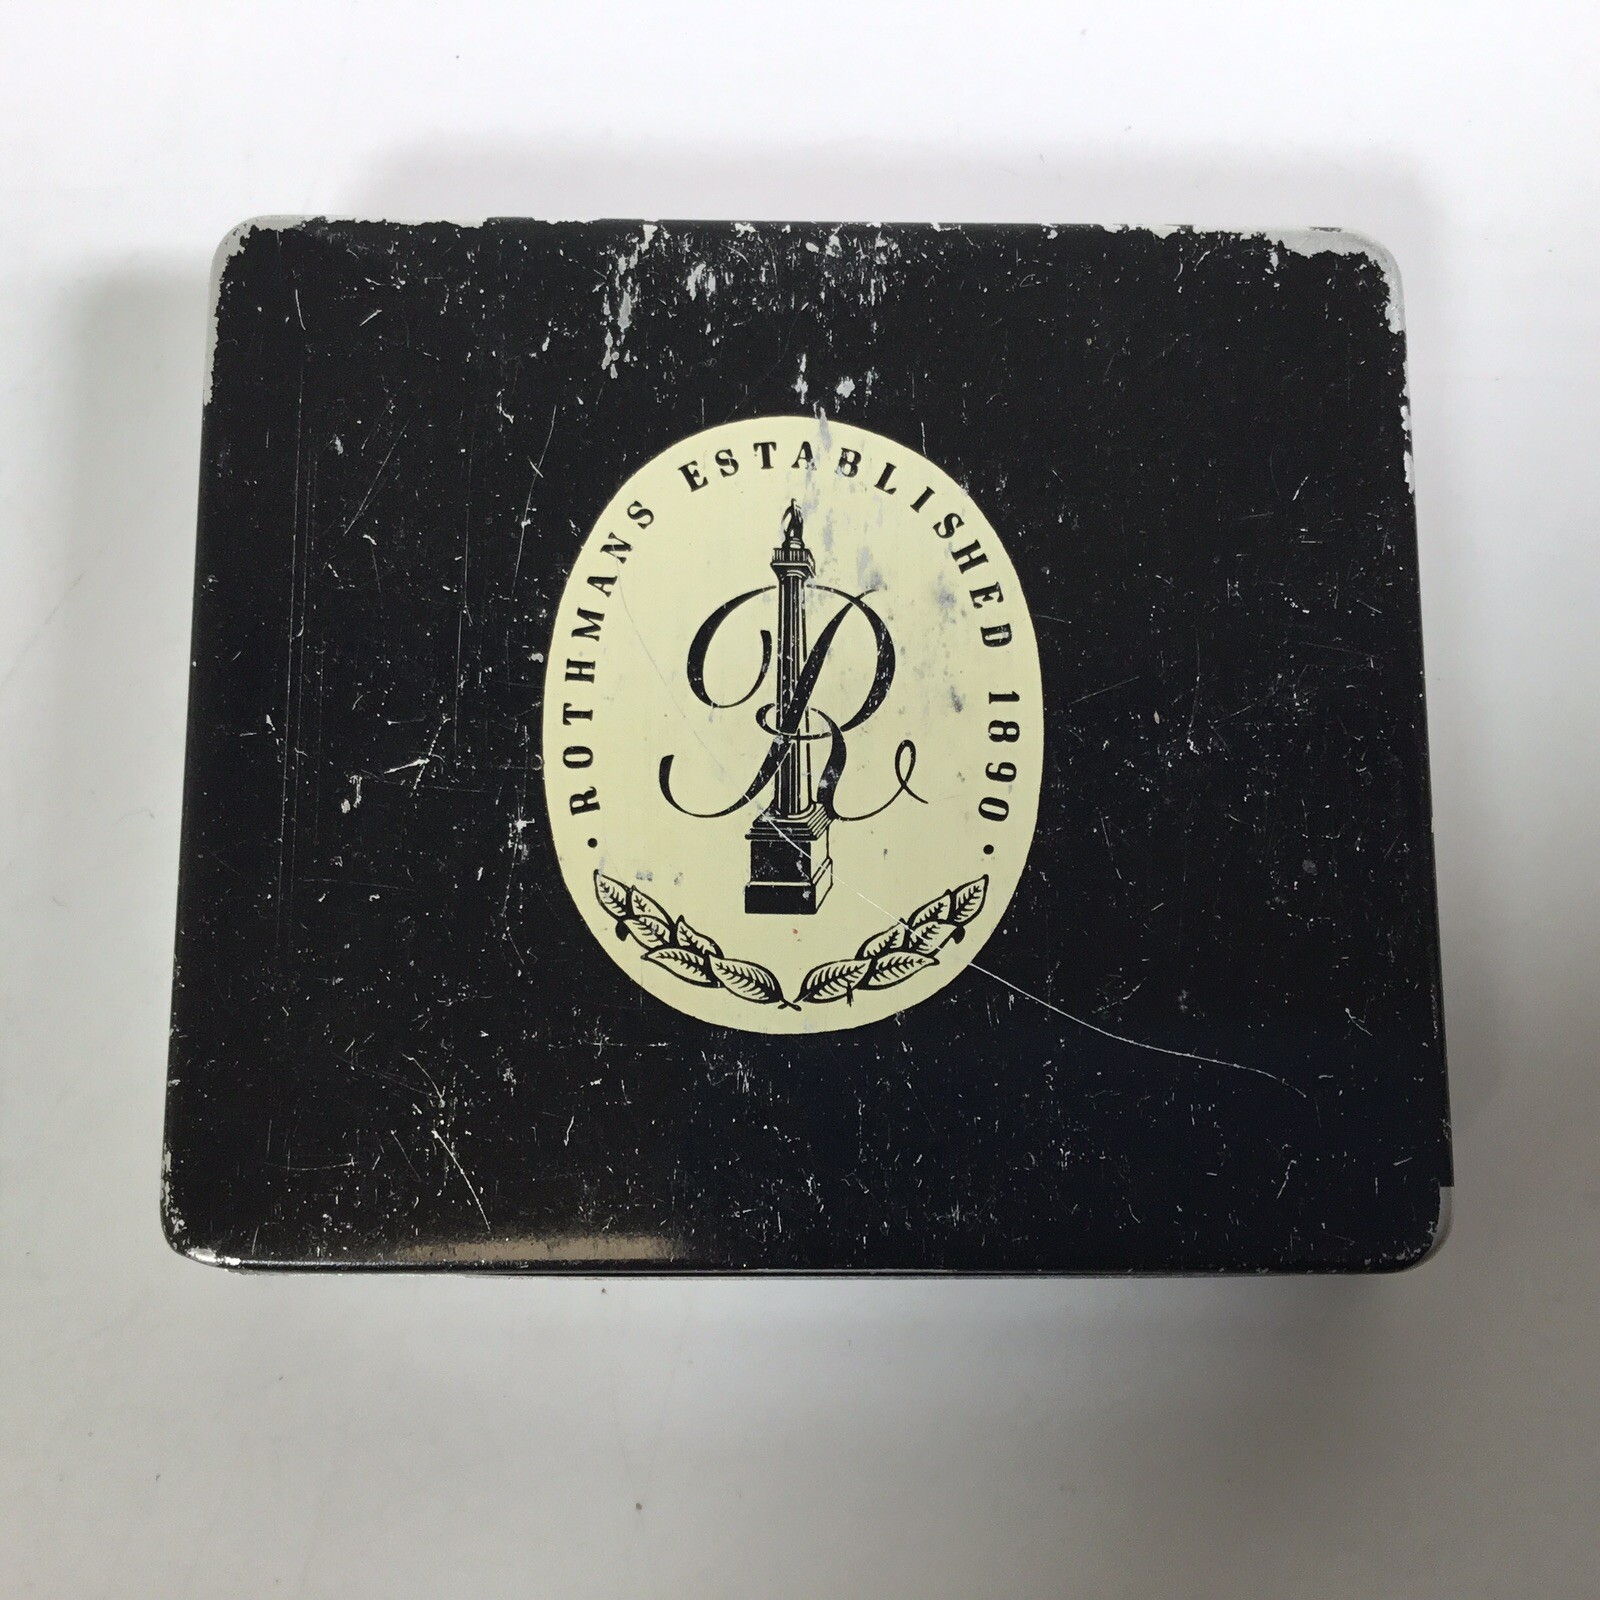 · ROTHMANS ESTABLISHED 1890 ·
R